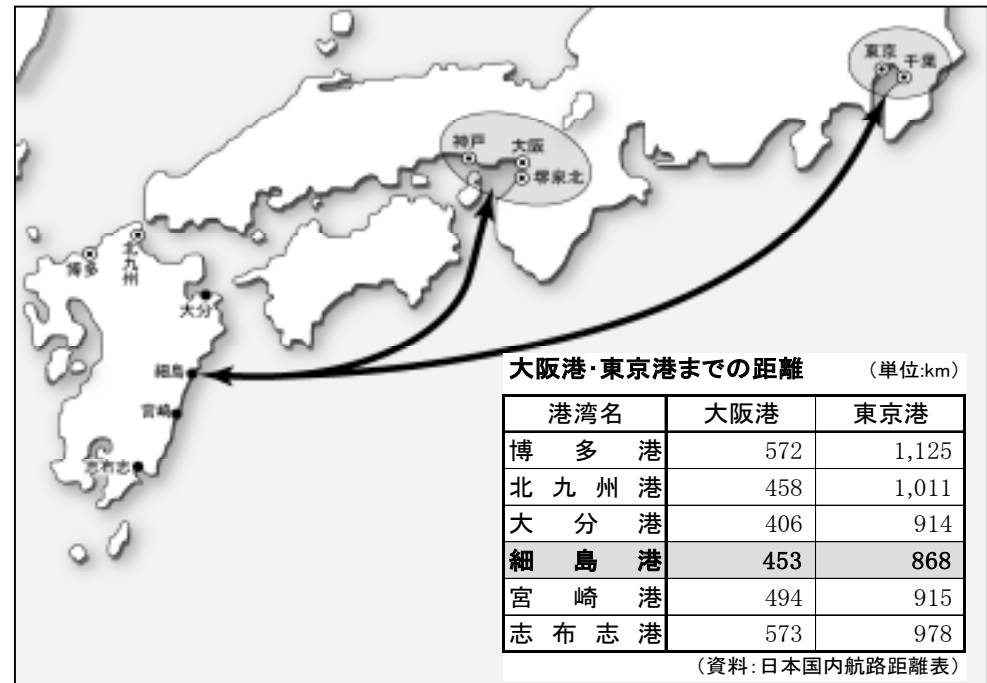 東京
千葉
神戸
大阪
堺泉北
北九州
博多
大分
細島
宮崎
志布志
大阪港・東京港までの距離 (単位:km)
港湾名 大阪港 東京港
博多港 572 1,125
北九州港 458 1,011
大分港 406 914
細島港 453 868
宮崎港 494 915
志布志港 573 978
(資料:日本国内航路距離表)